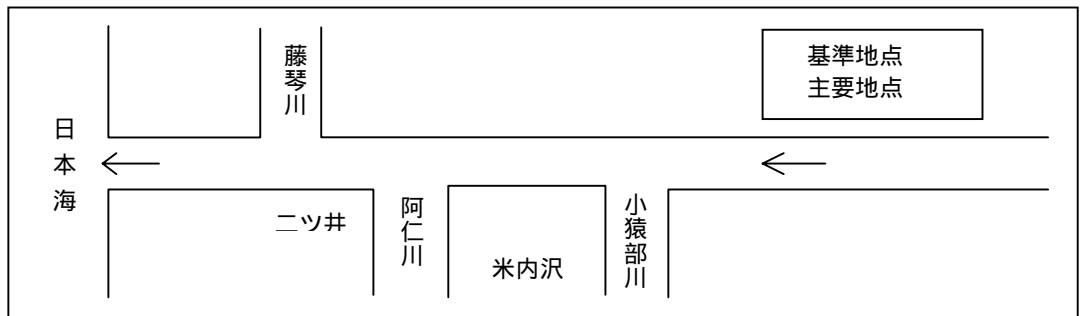 藤琴川
基準地点
主要地点
日本海
二ツ井
阿仁川
米内沢
小猿部川